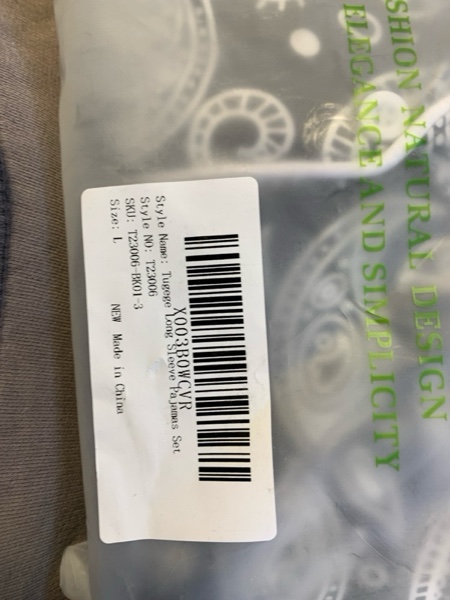 SHION NATURAL DESIGN
ELEGANCE AND SIMPLICITY
X003B0WCVR
Style Name: Tugege Long Sleeve Pajamas Set
Style NO: T23006
SKU: T23006-BK01-3
Size: L NEW Made in China